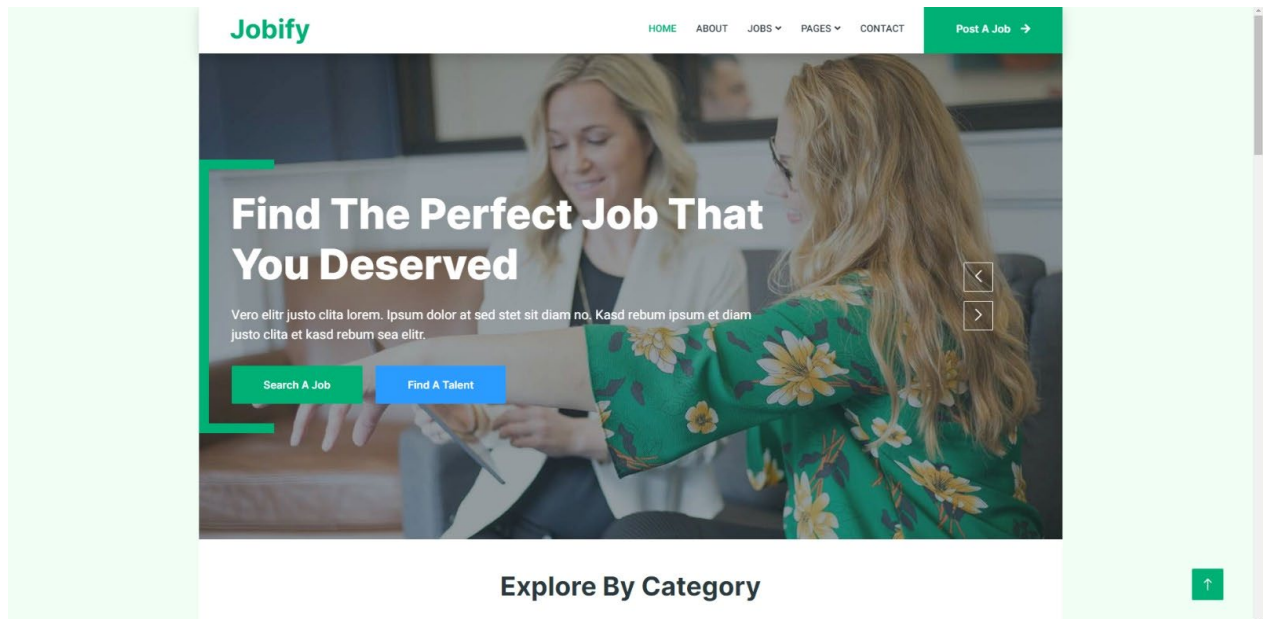 Jobify
HOME ABOUT JOBS PAGES CONTACT Post A Job
Find The Perfect Job That
You Deserved
Vero elitr justo clita lorem. Ipsum dolor at sed stet sit diam no. Kasd rebum ipsum et diam
justo clita et kasd rebum sea elitr.
Search A Job Find A Talent
Explore By Category